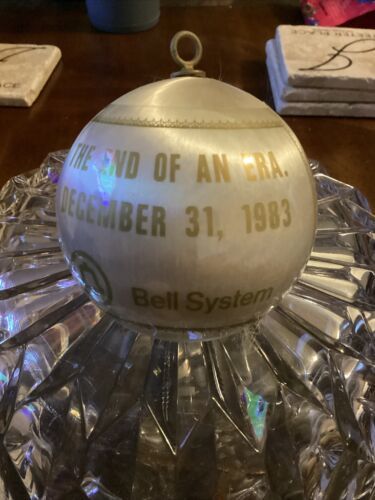 THE END OF AN ERA.
DECEMBER 31, 1983
Bell System